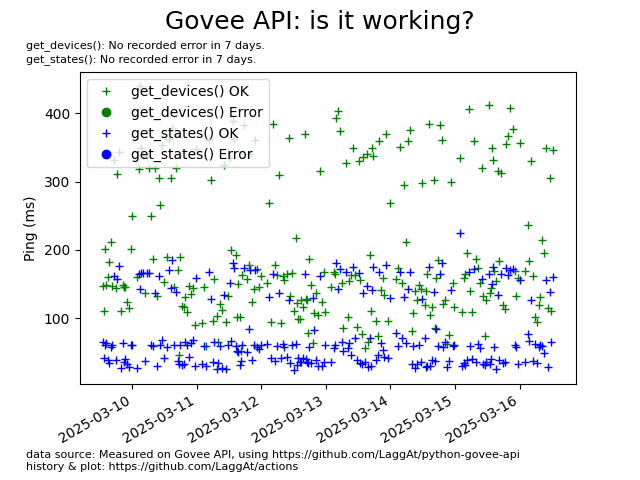 Govee API: is it working?
get_devices(): No recorded error in 7 days.
get_states(): No recorded error in 7 days.
get_devices() OK
get_devices() Error
get_states() OK
get_states() Error
400
300
200
100
Ping (ms)
2025-03-10
2025-03-11
2025-03-12
2025-03-13
2025-03-14
2025-03-15
2025-03-16
data source: Measured on Govee API, using https://github.com/LaggAt/python-govee-api
history & plot: https://github.com/LaggAt/actions